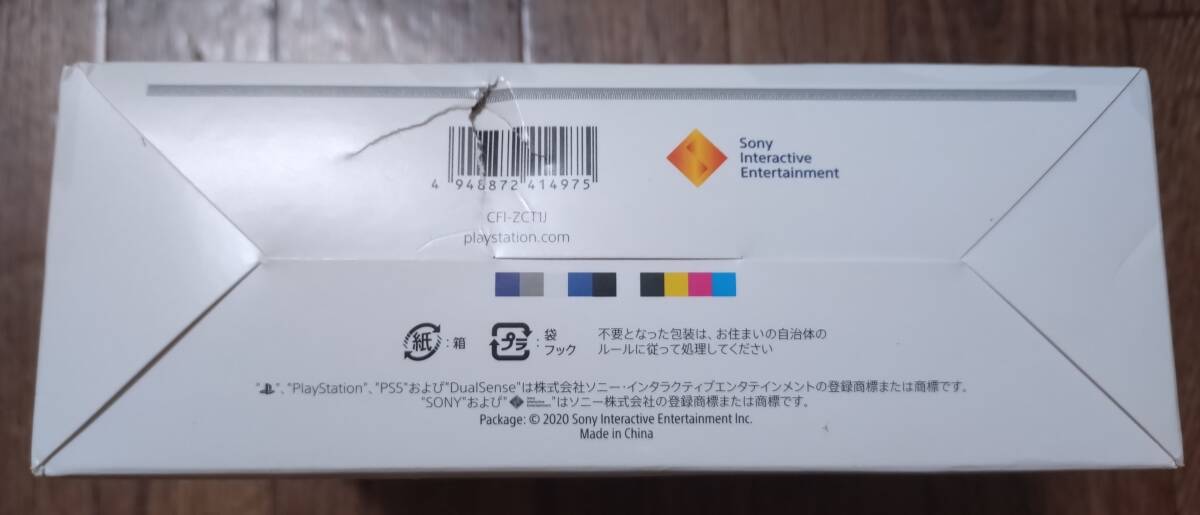 4 948872 414975
CFI-ZCT1J
playstation.com
Sony
Interactive
Entertainment
紙 : 箱
プラ : 袋
フック
不要となった包装は、お住まいの自治体の
ルールに従って処理してください
" "、"PlayStation"、"PS5"および"DualSense"は株式会社ソニー・インタラクティブエンタテインメントの登録商標または商標です。
"SONY"および" "はソニー株式会社の登録商標または商標です。
Package: © 2020 Sony Interactive Entertainment Inc.
Made in China